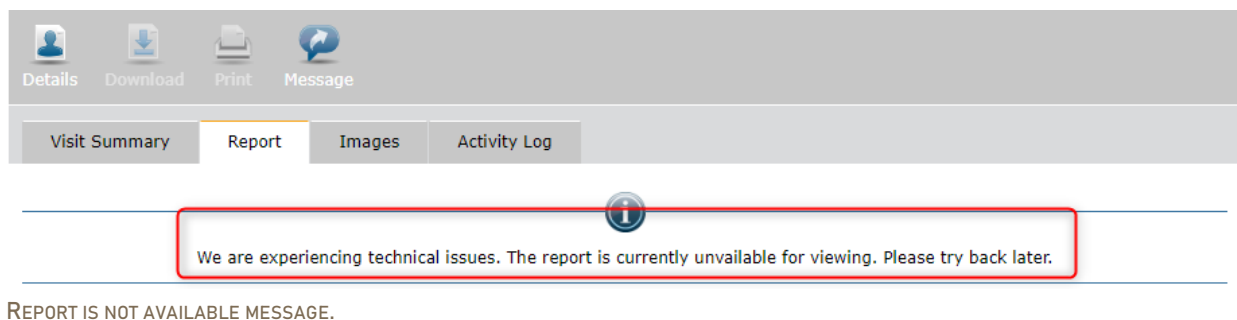 Details Download Print Message
Visit Summary Report Images Activity Log
We are experiencing technical issues. The report is currently unvailable for viewing. Please try back later.
REPORT IS NOT AVAILABLE MESSAGE.